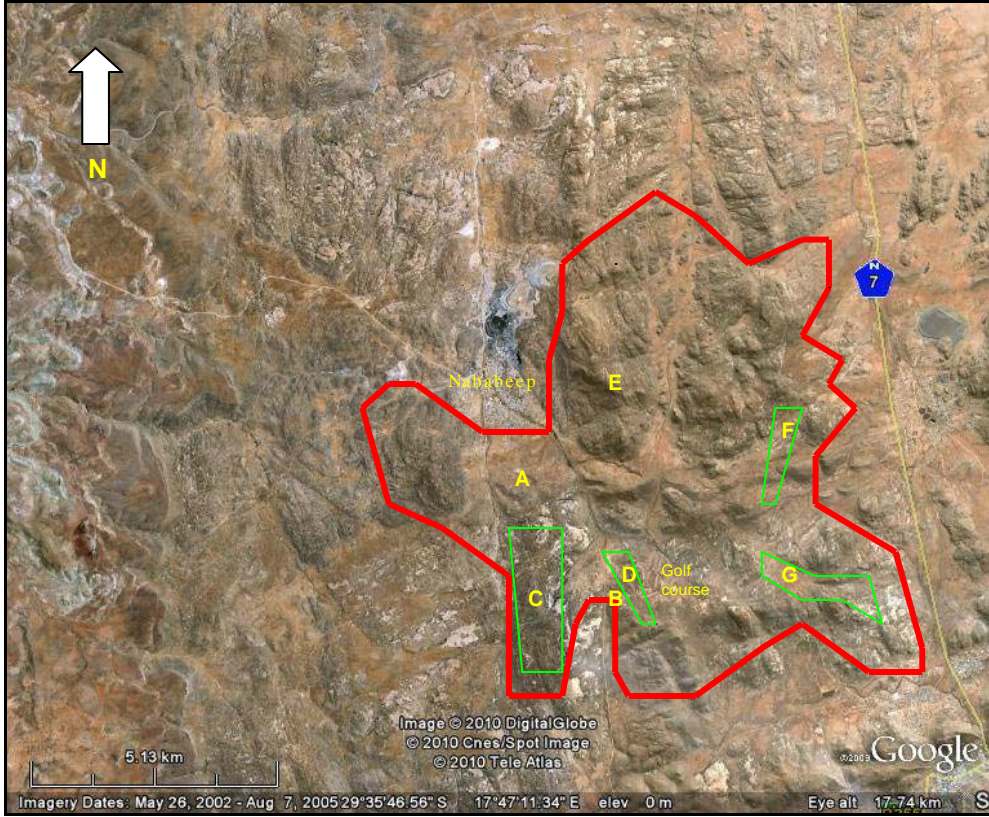 N
N
7
Nababeep
E
F
A
Golf
course
D
G
C
B
Image © 2010 DigitalGlobe
© 2010 Cnes/Spot Image
© 2010 Tele Atlas
5.13 km
©2009 Google
Imagery Dates: May 26, 2002 - Aug 7, 2005 29°35'46.56" S 17°47'11.34" E elev 0 m Eye alt 17.74 km S